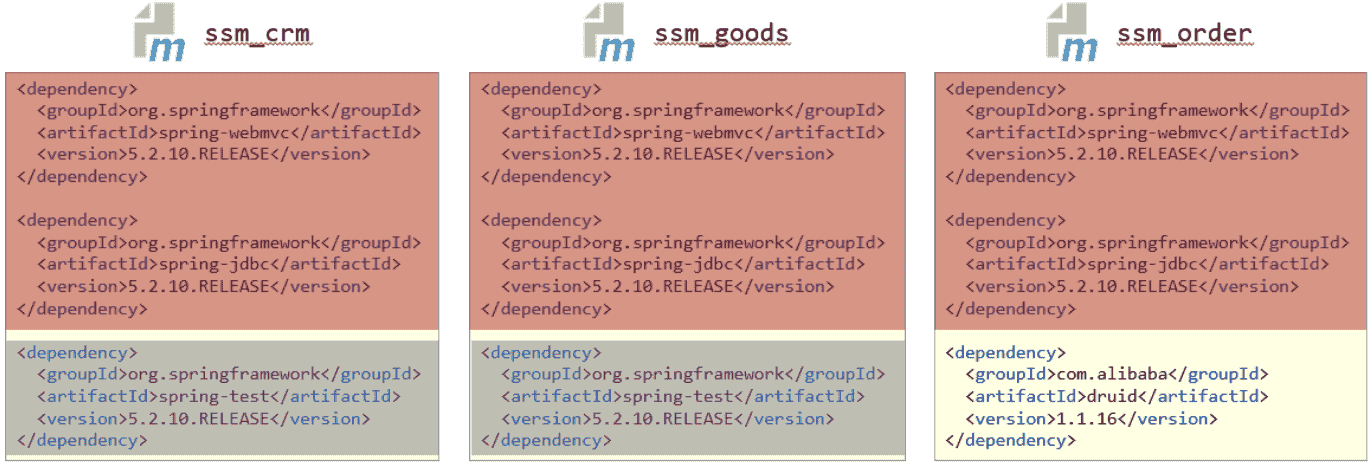 ssm_crm
<dependency>
  <groupId>org.springframework</groupId>
  <artifactId>spring-webmvc</artifactId>
  <version>5.2.10.RELEASE</version>
</dependency>
<dependency>
  <groupId>org.springframework</groupId>
  <artifactId>spring-jdbc</artifactId>
  <version>5.2.10.RELEASE</version>
</dependency>
<dependency>
  <groupId>org.springframework</groupId>
  <artifactId>spring-test</artifactId>
  <version>5.2.10.RELEASE</version>
</dependency>
ssm_goods
<dependency>
  <groupId>org.springframework</groupId>
  <artifactId>spring-webmvc</artifactId>
  <version>5.2.10.RELEASE</version>
</dependency>
<dependency>
  <groupId>org.springframework</groupId>
  <artifactId>spring-jdbc</artifactId>
  <version>5.2.10.RELEASE</version>
</dependency>
<dependency>
  <groupId>org.springframework</groupId>
  <artifactId>spring-test</artifactId>
  <version>5.2.10.RELEASE</version>
</dependency>
ssm_order
<dependency>
  <groupId>org.springframework</groupId>
  <artifactId>spring-webmvc</artifactId>
  <version>5.2.10.RELEASE</version>
</dependency>
<dependency>
  <groupId>org.springframework</groupId>
  <artifactId>spring-jdbc</artifactId>
  <version>5.2.10.RELEASE</version>
</dependency>
<dependency>
  <groupId>com.alibaba</groupId>
  <artifactId>druid</artifactId>
  <version>1.1.16</version>
</dependency>
m
m
m